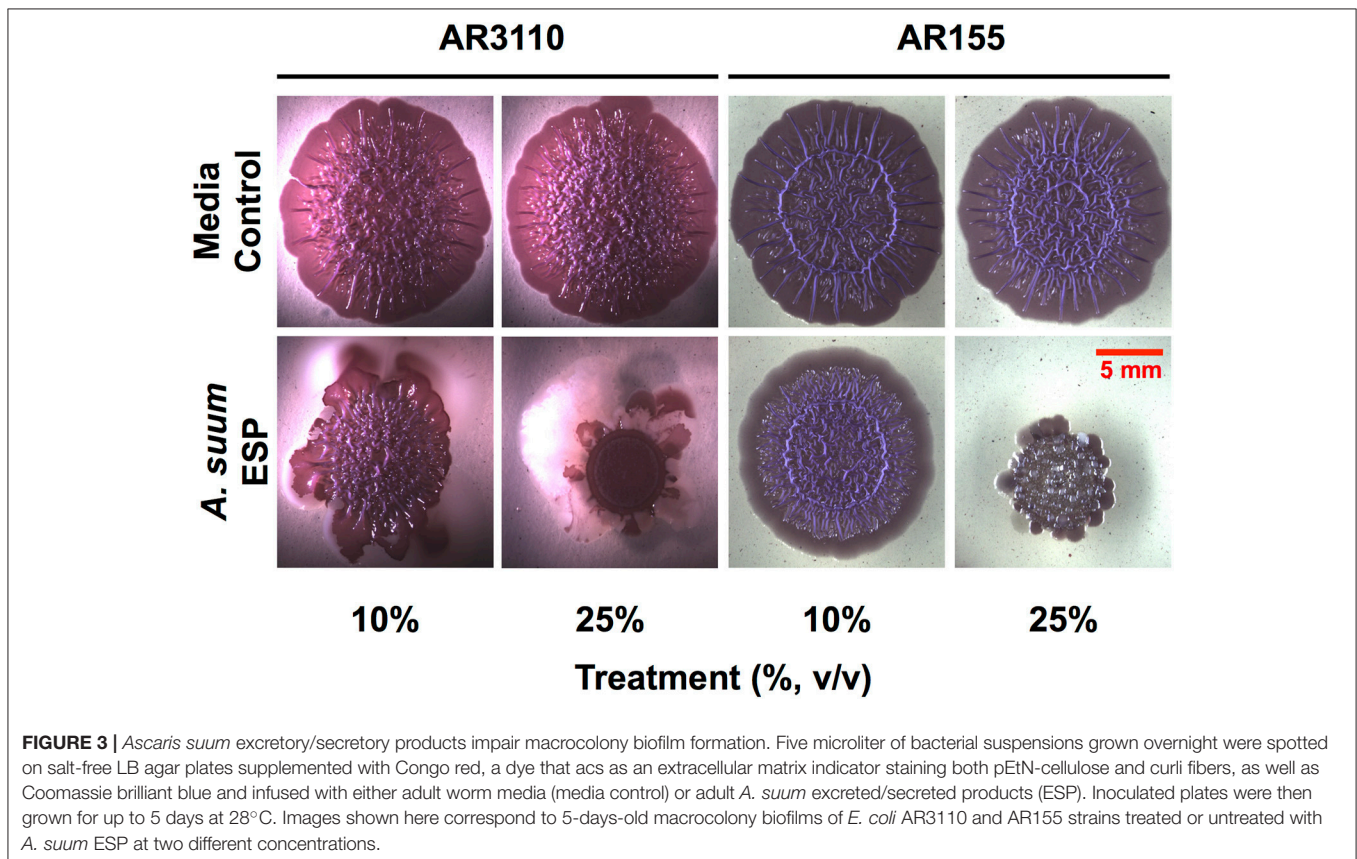 AR3110 AR155
Media
Control
A. suum
ESP
5 mm
10% 25% 10% 25%
Treatment (%, v/v)
FIGURE 3 | Ascaris suum excretory/secretory products impair macrocolony biofilm formation. Five microliter of bacterial suspensions grown overnight were spotted
on salt-free LB agar plates supplemented with Congo red, a dye that acs as an extracellular matrix indicator staining both pEtN-cellulose and curli fibers, as well as
Coomassie brilliant blue and infused with either adult worm media (media control) or adult A. suum excreted/secreted products (ESP). Inoculated plates were then
grown for up to 5 days at 28°C. Images shown here correspond to 5-days-old macrocolony biofilms of E. coli AR3110 and AR155 strains treated or untreated with
A. suum ESP at two different concentrations.